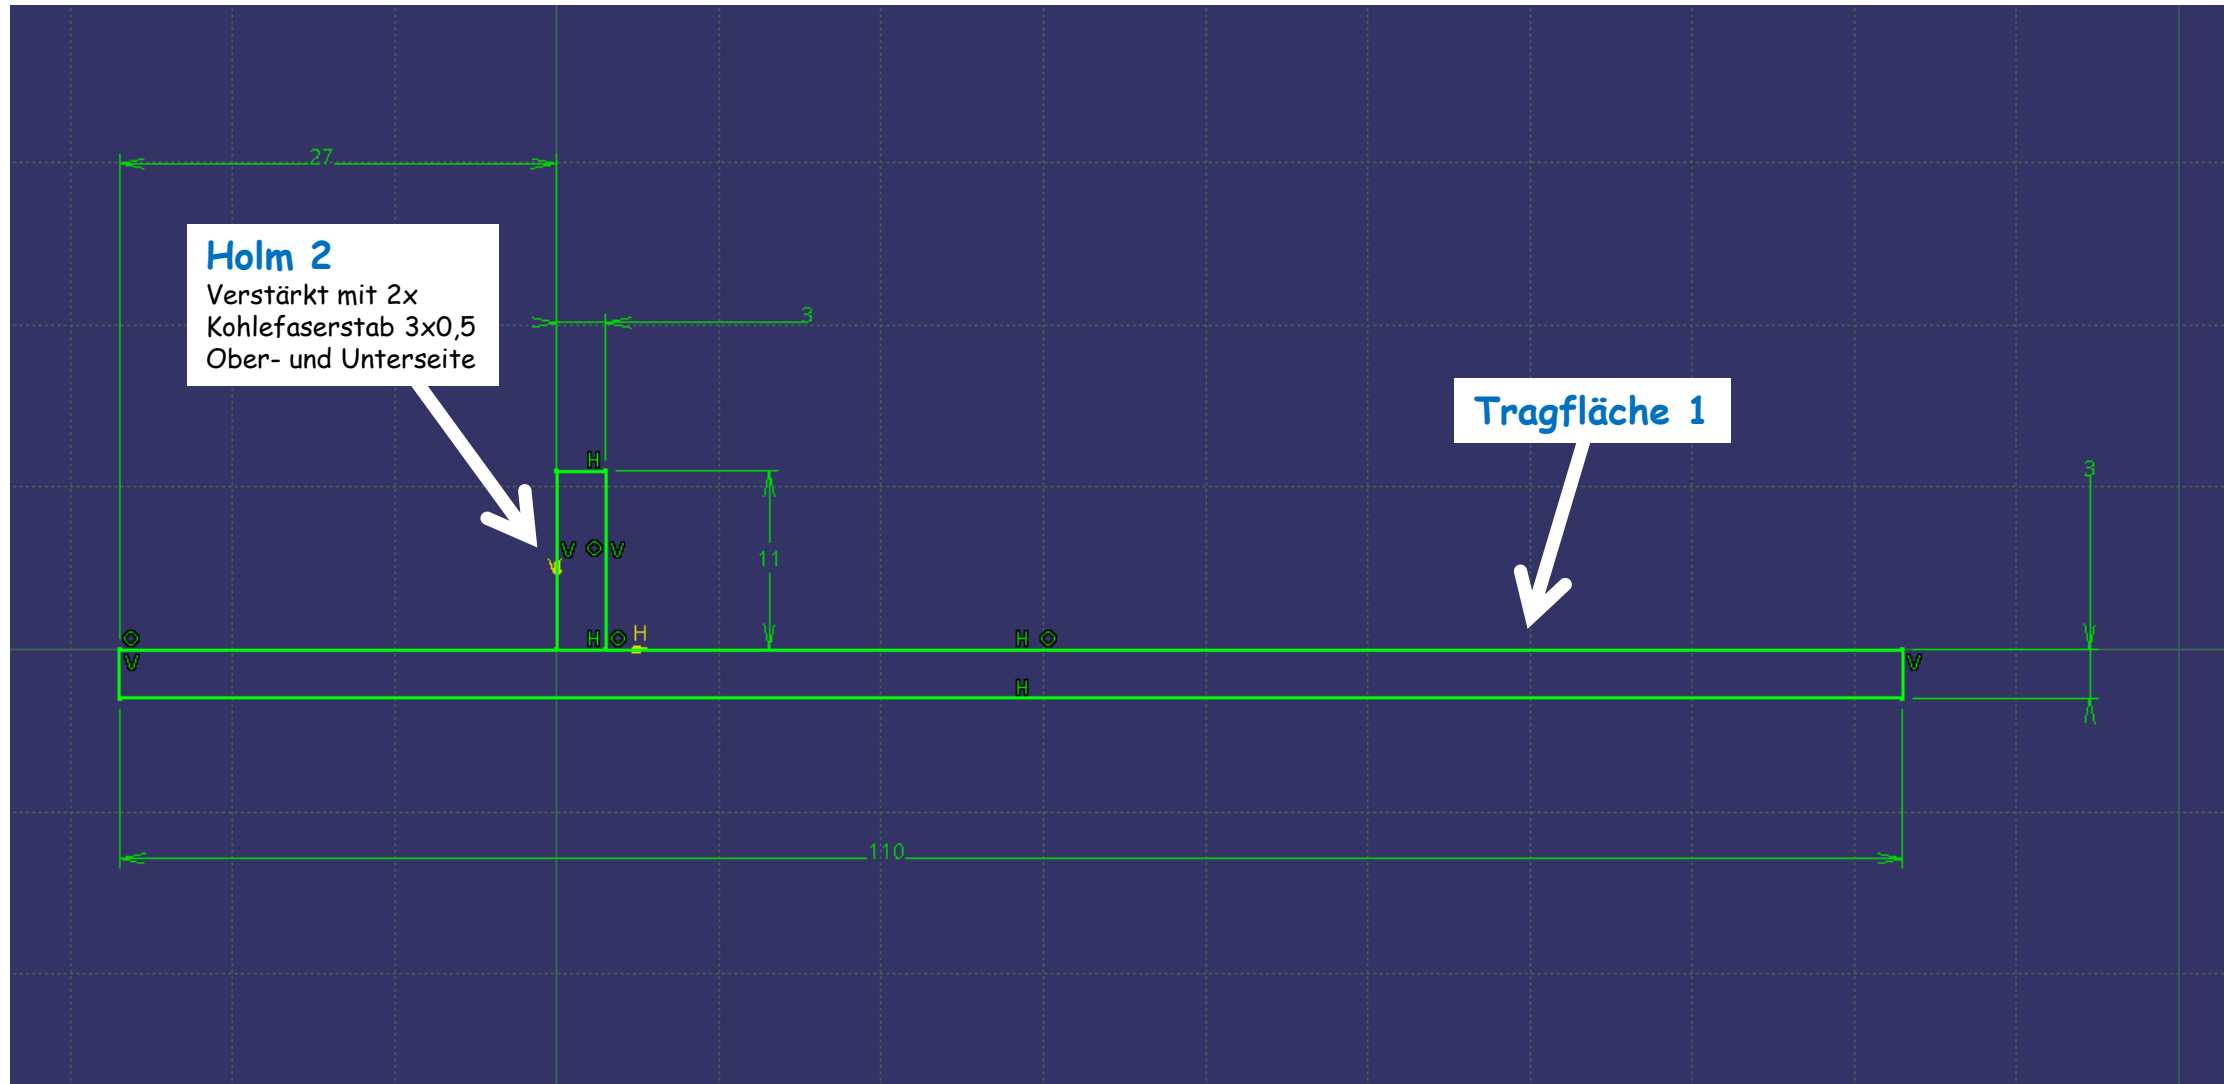 27
Holm 2
Verstärkt mit 2x
Kohlefaserstab 3x0,5
Ober- und Unterseite
3
Tragfläche 1
H
3
V O V
11
V
O
H O H
H O
V
V
H
110